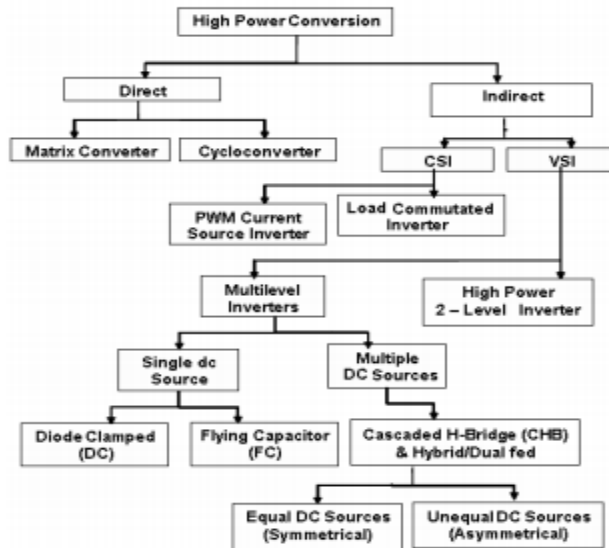 High Power Conversion
Direct
Indirect
Matrix Converter
Cycloconverter
CSI
VSI
PWM Current
Source Inverter
Load Commutated
Inverter
Multilevel
Inverters
High Power
2 – Level Inverter
Single dc
Source
Multiple
DC Sources
Diode Clamped
(DC)
Flying Capacitor
(FC)
Cascaded H-Bridge (CHB)
& Hybrid/Dual fed
Equal DC Sources
(Symmetrical)
Unequal DC Sources
(Asymmetrical)